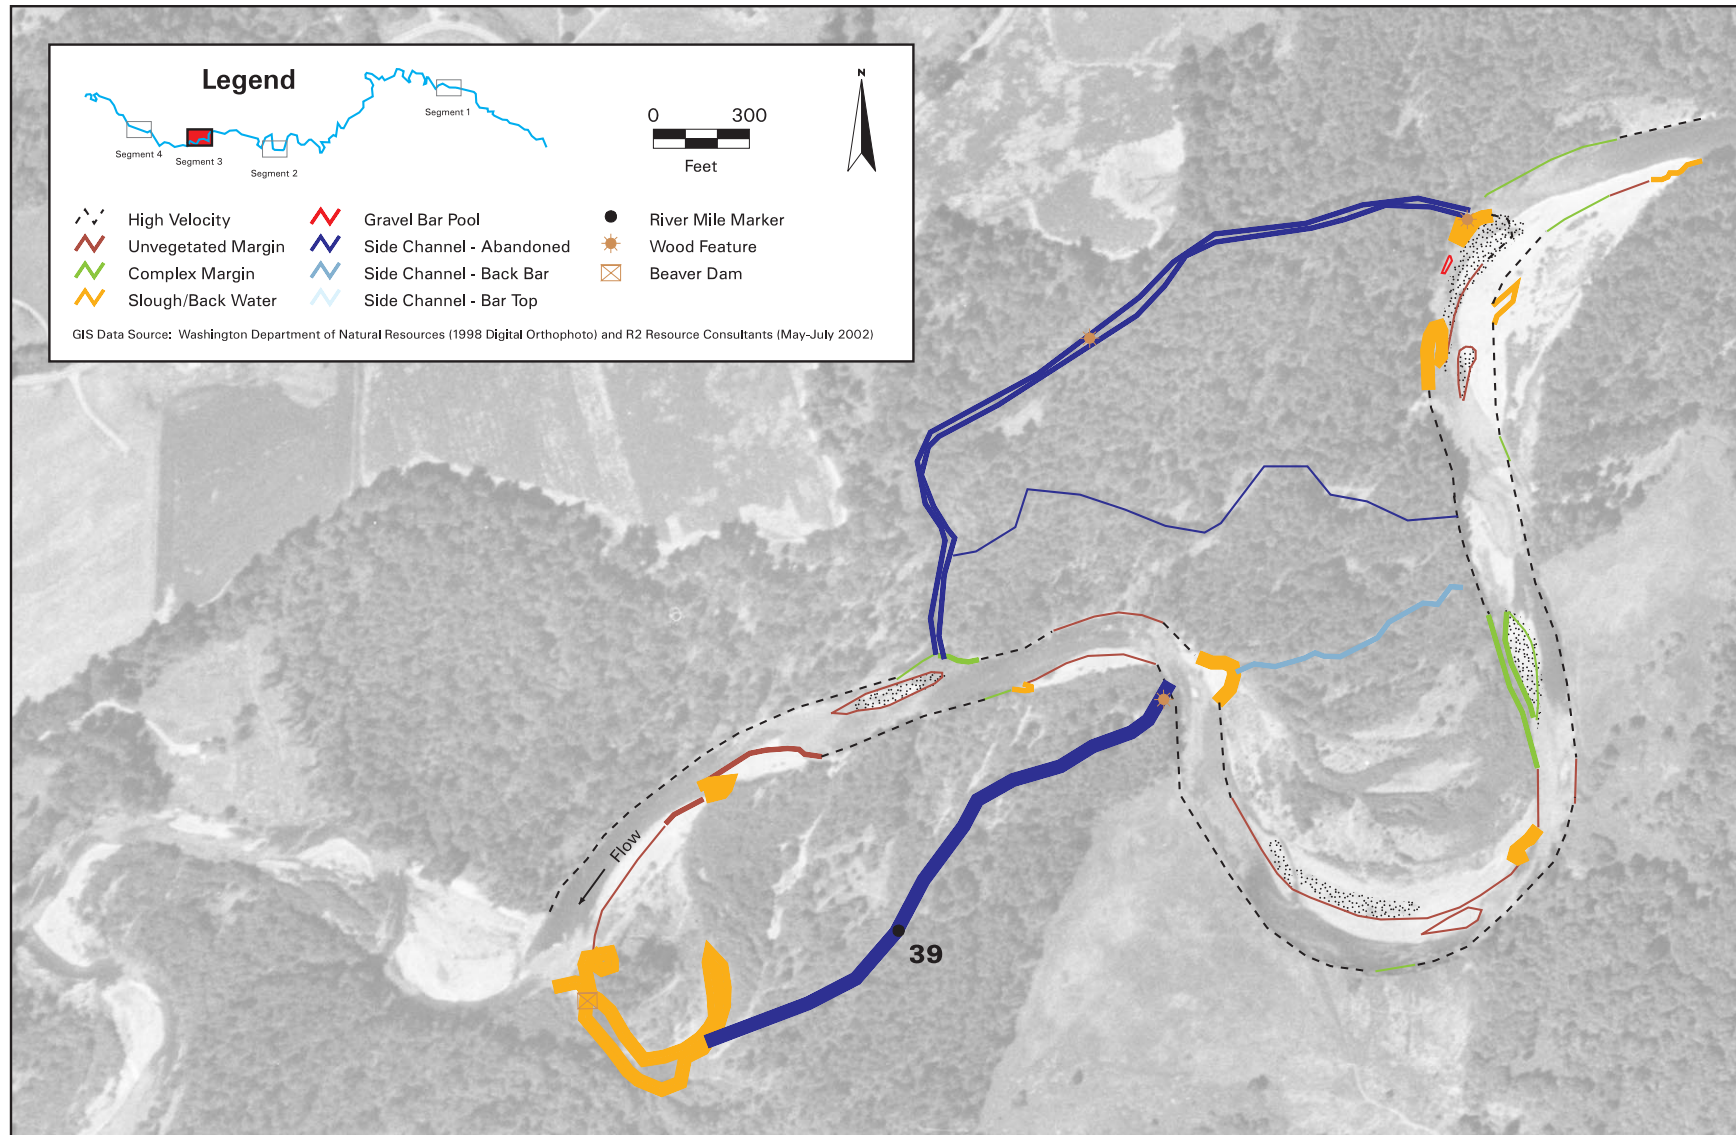 Legend
Segment 1
Segment 4
Segment 3
Segment 2
0 300
Feet
N
High Velocity
Unvegetated Margin
Complex Margin
Slough/Back Water
Gravel Bar Pool
Side Channel - Abandoned
Side Channel - Back Bar
Side Channel - Bar Top
River Mile Marker
Wood Feature
Beaver Dam
GIS Data Source: Washington Department of Natural Resources (1998 Digital Orthophoto) and R2 Resource Consultants (May-July 2002)
Flow
39